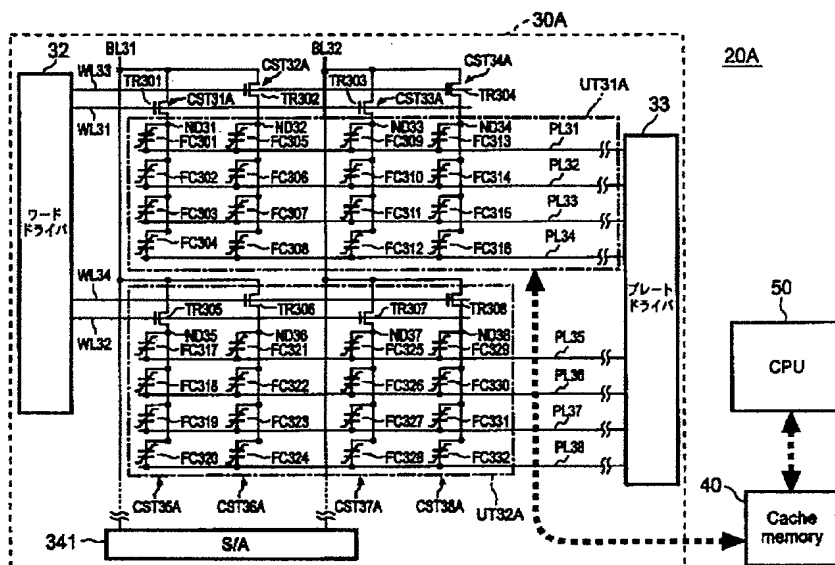 30A
20A
32
BL31
BL32
WL33
CST32A
CST34A
TR301
TR302
TR303
TR304
WL31
CST31A
CST33A
UT31A
33
ND31
ND32
ND33
ND34
PL31
FC301
FC305
FC309
FC313
PL32
FC302
FC306
FC310
FC314
PL33
FC303
FC307
FC311
FC315
PL34
FC304
FC308
FC312
FC316
ワード
ドライバ
プレート
ドライバ
WL34
TR305
TR306
TR307
TR308
WL32
ND35
ND36
ND37
ND38
PL35
FC317
FC321
FC325
FC329
PL36
FC318
FC322
FC326
FC330
PL37
FC319
FC323
FC327
FC331
PL38
FC320
FC324
FC328
FC332
50
CPU
CST35A
CST36A
CST37A
CST38A
UT32A
40
Cache
memory
341
S/A